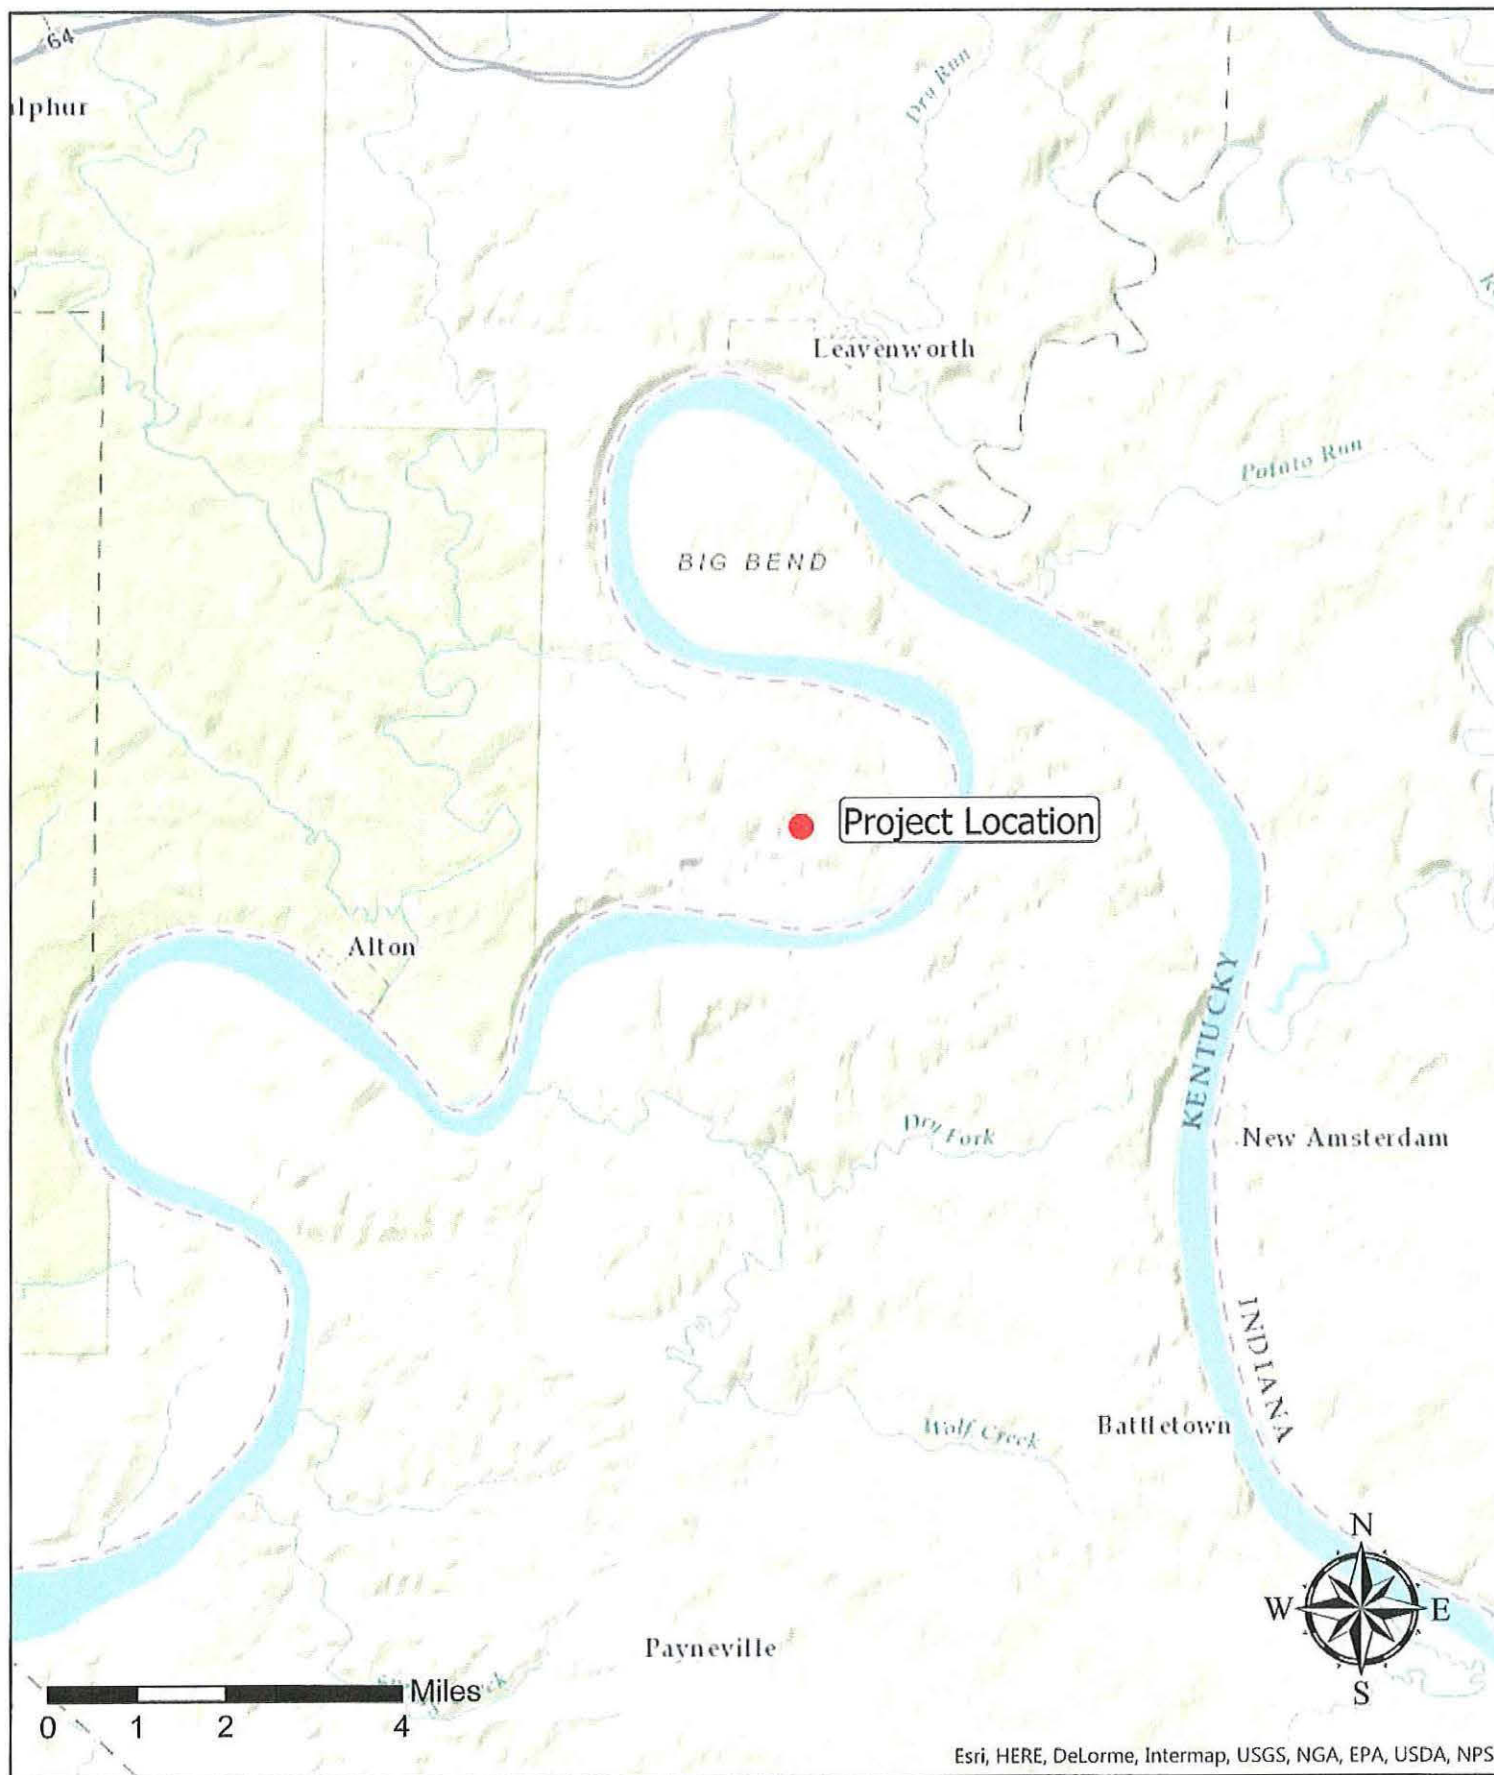 64
ulphur
Dry Run
Leavenworth
Potato Run
BIG BEND
Project Location
Alton
KENTUCKY
Dry Fork
New Amsterdam
INDIANA
Battletown
Wolf Creek
N
W
E
S
Payneville
Miles
0 1 2 4
Esri, HERE, DeLorme, Intermap, USGS, NGA, EPA, USDA, NPS